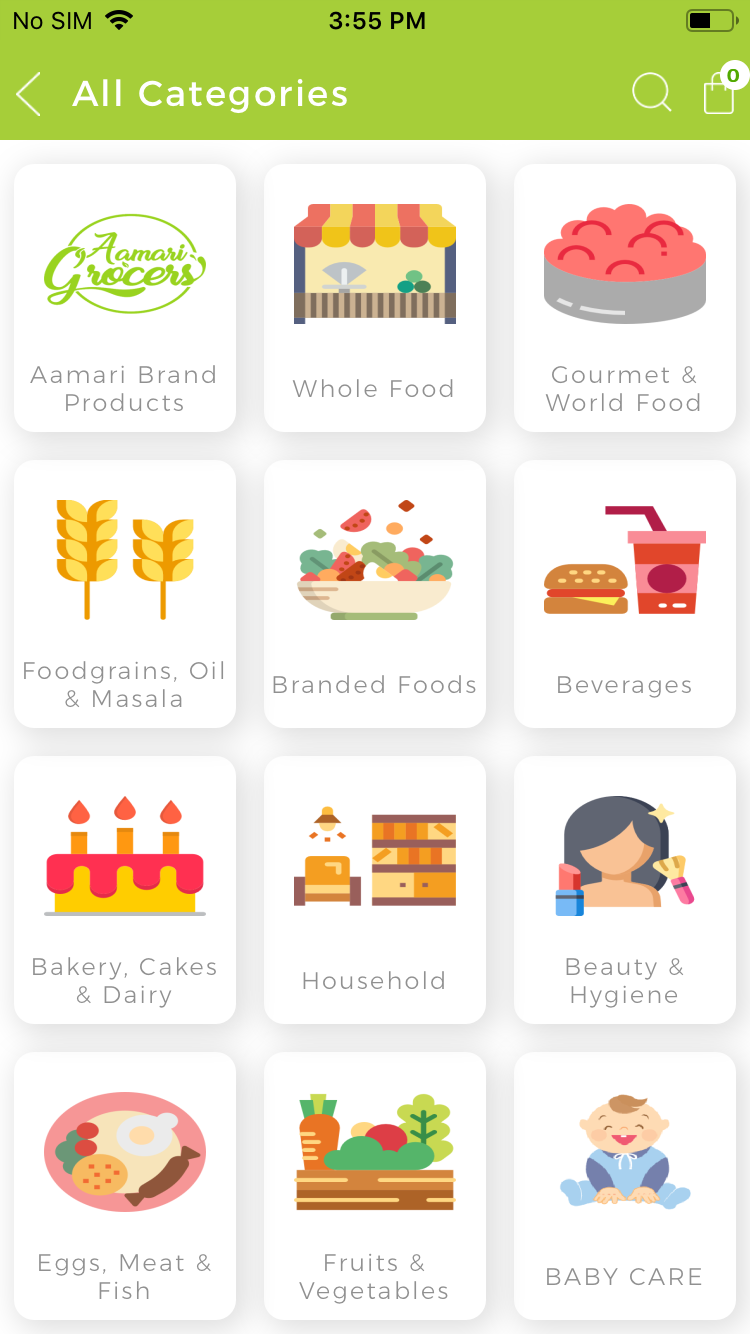 No SIM 3:55 PM
All Categories 0
Aamari
Grocers
Aamari Brand
Products
Whole Food
Gourmet &
World Food
Foodgrains, Oil
& Masala
Branded Foods
Beverages
Bakery, Cakes
& Dairy
Household
Beauty &
Hygiene
Eggs, Meat &
Fish
Fruits &
Vegetables
BABY CARE